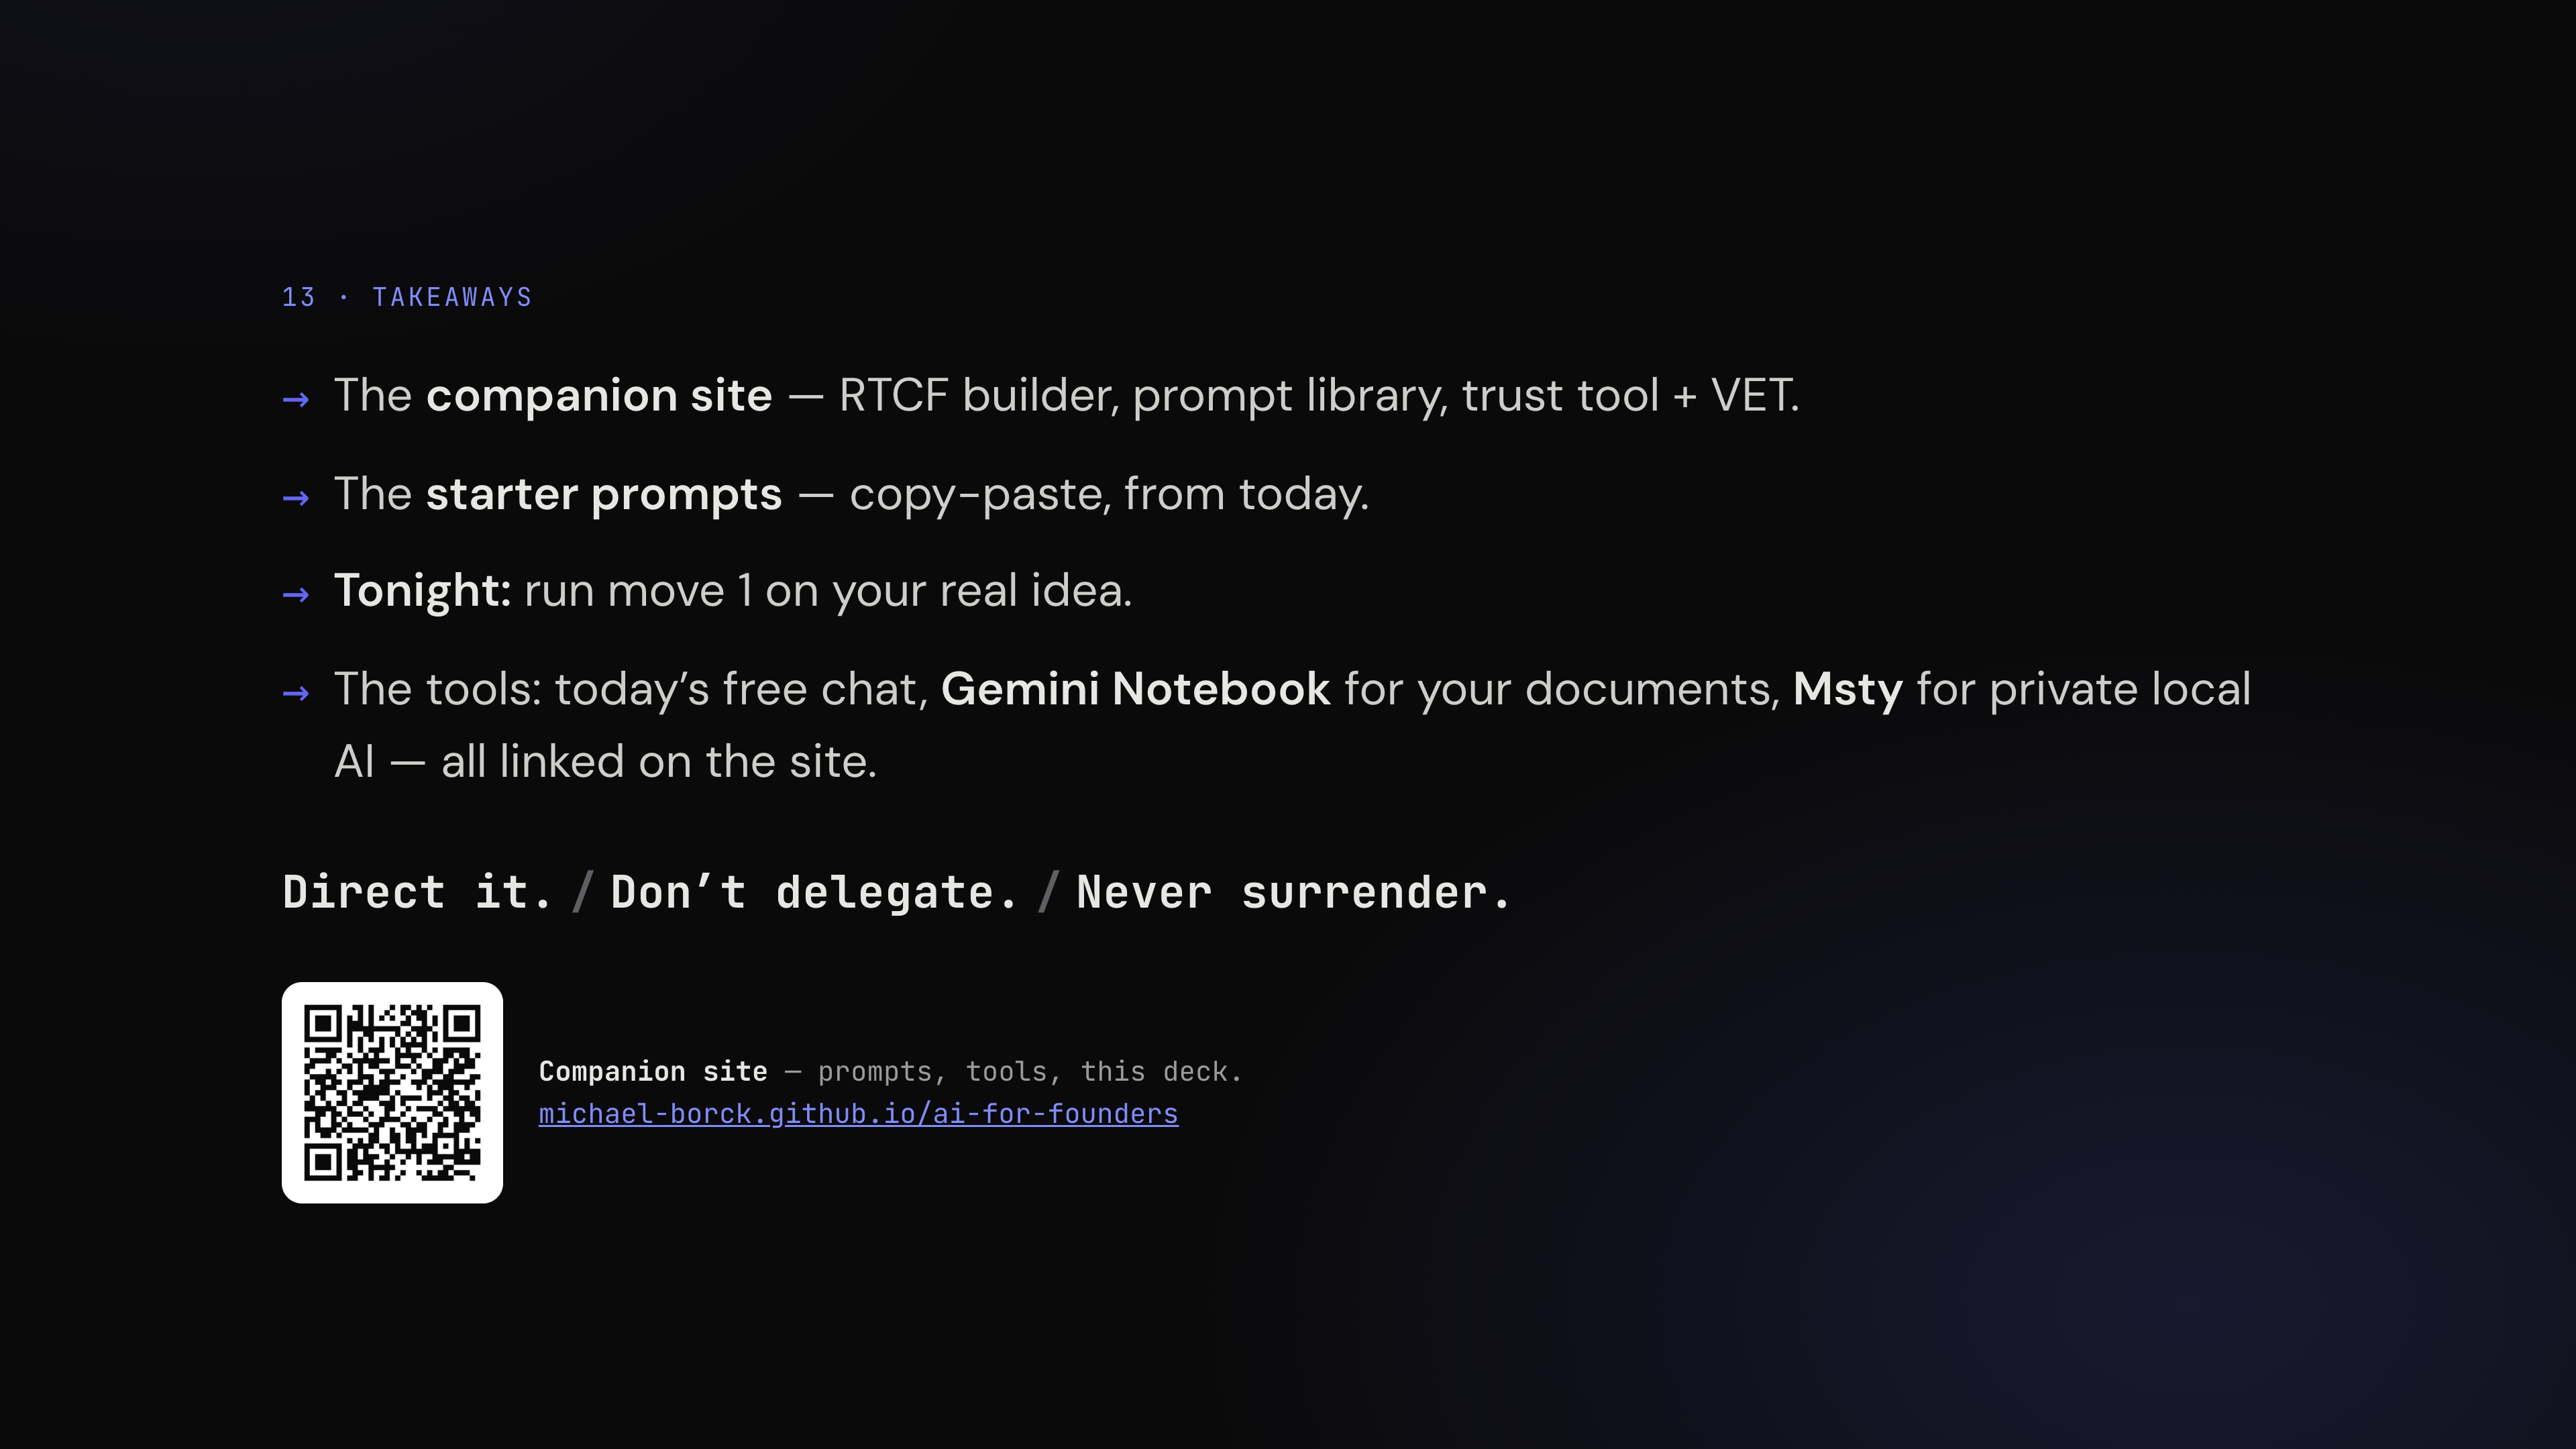 13 · TAKEAWAYS
→ The companion site — RTCF builder, prompt library, trust tool + VET.
→ The starter prompts — copy-paste, from today.
→ Tonight: run move 1 on your real idea.
→ The tools: today’s free chat, Gemini Notebook for your documents, Msty for private local
AI — all linked on the site.
Direct it. / Don’t delegate. / Never surrender.
Companion site — prompts, tools, this deck.
michael-borck.github.io/ai-for-founders